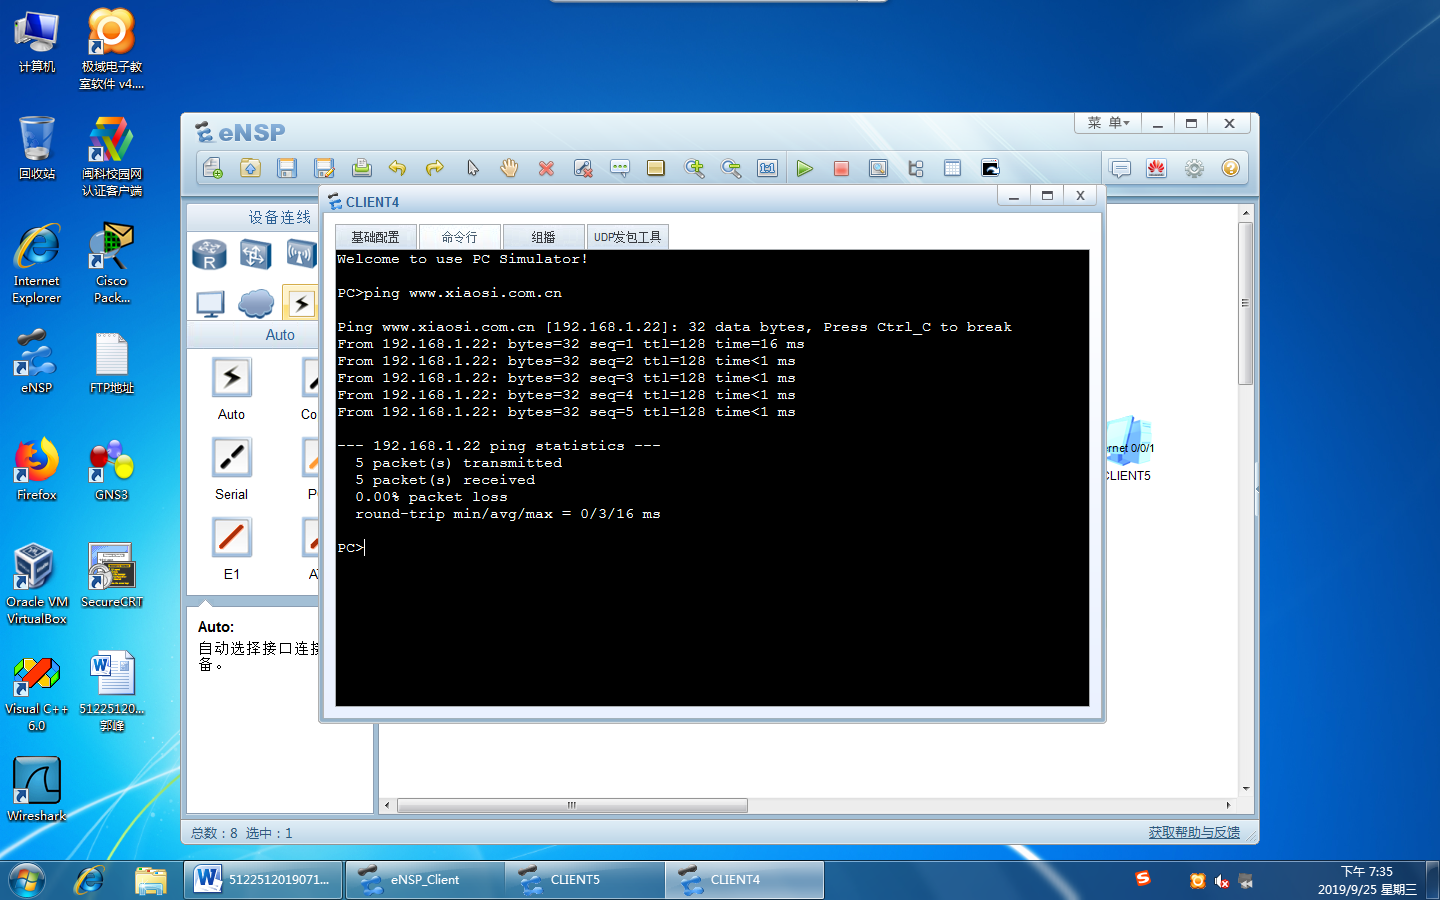 计算机
极域电子教
室软件 v4....
回收站
闽科校园网
认证客户端
Internet
Explorer
Cisco
Pack...
eNSP
FTP地址
Firefox
GNS3
Oracle VM
VirtualBox
SecureCRT
Visual C++
6.0
51225120...
郭峰
Wireshark
eNSP
菜 单
1:1
设备连线
R
Auto
Auto
Co
Serial
P
E1
A
Auto:
自动选择接口连接
备。
CLIENT4
基础配置
命令行
组播
UDP发包工具
Welcome to use PC Simulator!
PC>ping www.xiaosi.com.cn
Ping www.xiaosi.com.cn [192.168.1.22]: 32 data bytes, Press Ctrl_C to break
From 192.168.1.22: bytes=32 seq=1 ttl=128 time=16 ms
From 192.168.1.22: bytes=32 seq=2 ttl=128 time<1 ms
From 192.168.1.22: bytes=32 seq=3 ttl=128 time<1 ms
From 192.168.1.22: bytes=32 seq=4 ttl=128 time<1 ms
From 192.168.1.22: bytes=32 seq=5 ttl=128 time<1 ms
--- 192.168.1.22 ping statistics ---
5 packet(s) transmitted
5 packet(s) received
0.00% packet loss
round-trip min/avg/max = 0/3/16 ms
PC>
ernet 0/0/1
CLIENT5
总数：8 选中：1
获取帮助与反馈
5122512019071...
eNSP_Client
CLIENT5
CLIENT4
下午 7:35
2019/9/25 星期三